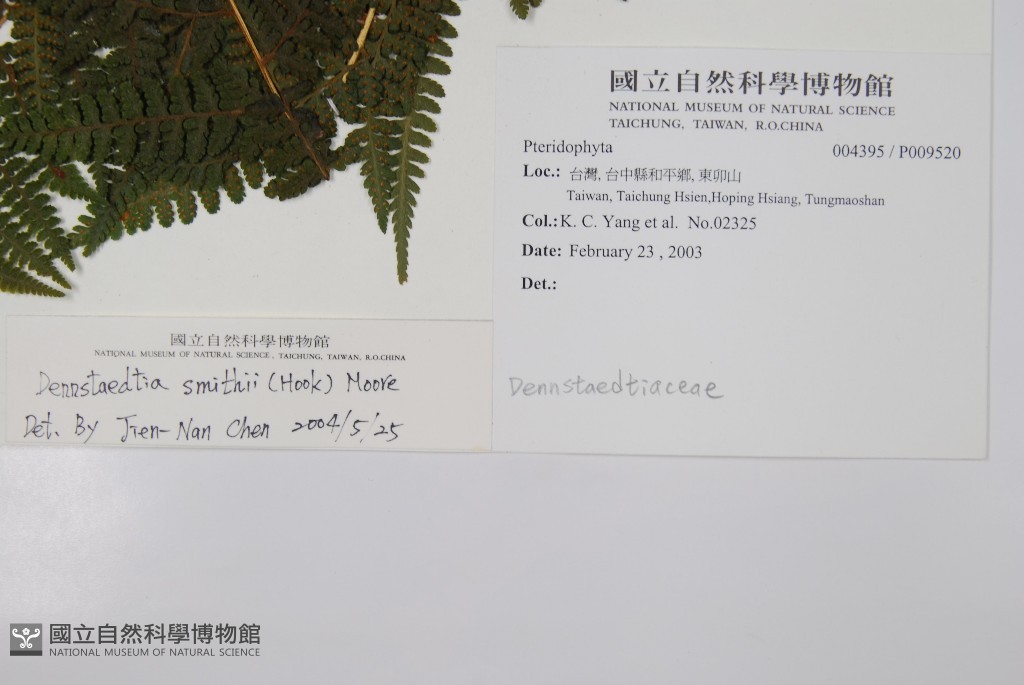 國立自然科學博物館
NATIONAL MUSEUM OF NATURAL SCIENCE
TAICHUNG, TAIWAN, R.O.CHINA
Pteridophyta 004395 / P009520
Loc.: 台灣, 台中縣和平鄉, 東卯山
Taiwan, Taichung Hsien,Hoping Hsiang, Tungmaoshan
Col.: K. C. Yang et al. No.02325
Date: February 23 , 2003
Det.:
Dennstaedtiaceae
國立自然科學博物館
NATIONAL MUSEUM OF NATURAL SCIENCE, TAICHUNG, TAIWAN, R.O.CHINA
Dennstaedtia smithii (Hook) Moore
Det. By Jien-Nan Chen 2004/5/25
國立自然科學博物館
NATIONAL MUSEUM OF NATURAL SCIENCE